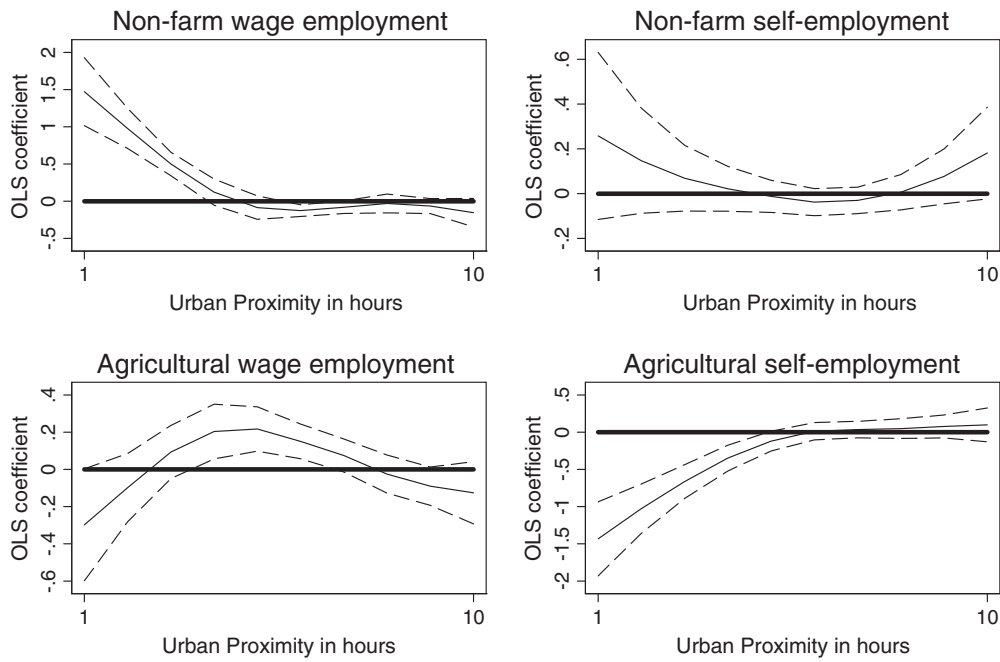 Non-farm wage employment
OLS coefficient
2
1.5
1
.5
0
-.5
1
10
Urban Proximity in hours
Non-farm self-employment
OLS coefficient
.6
.4
.2
0
-.2
1
10
Urban Proximity in hours
Agricultural wage employment
OLS coefficient
.4
.2
0
-.2
-.4
-.6
1
10
Urban Proximity in hours
Agricultural self-employment
OLS coefficient
.5
0
-.5
-1
-1.5
-2
1
10
Urban Proximity in hours